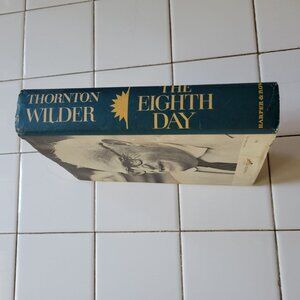 THORNTON
WILDER
THE
EIGHTH
DAY
HARPER & ROW